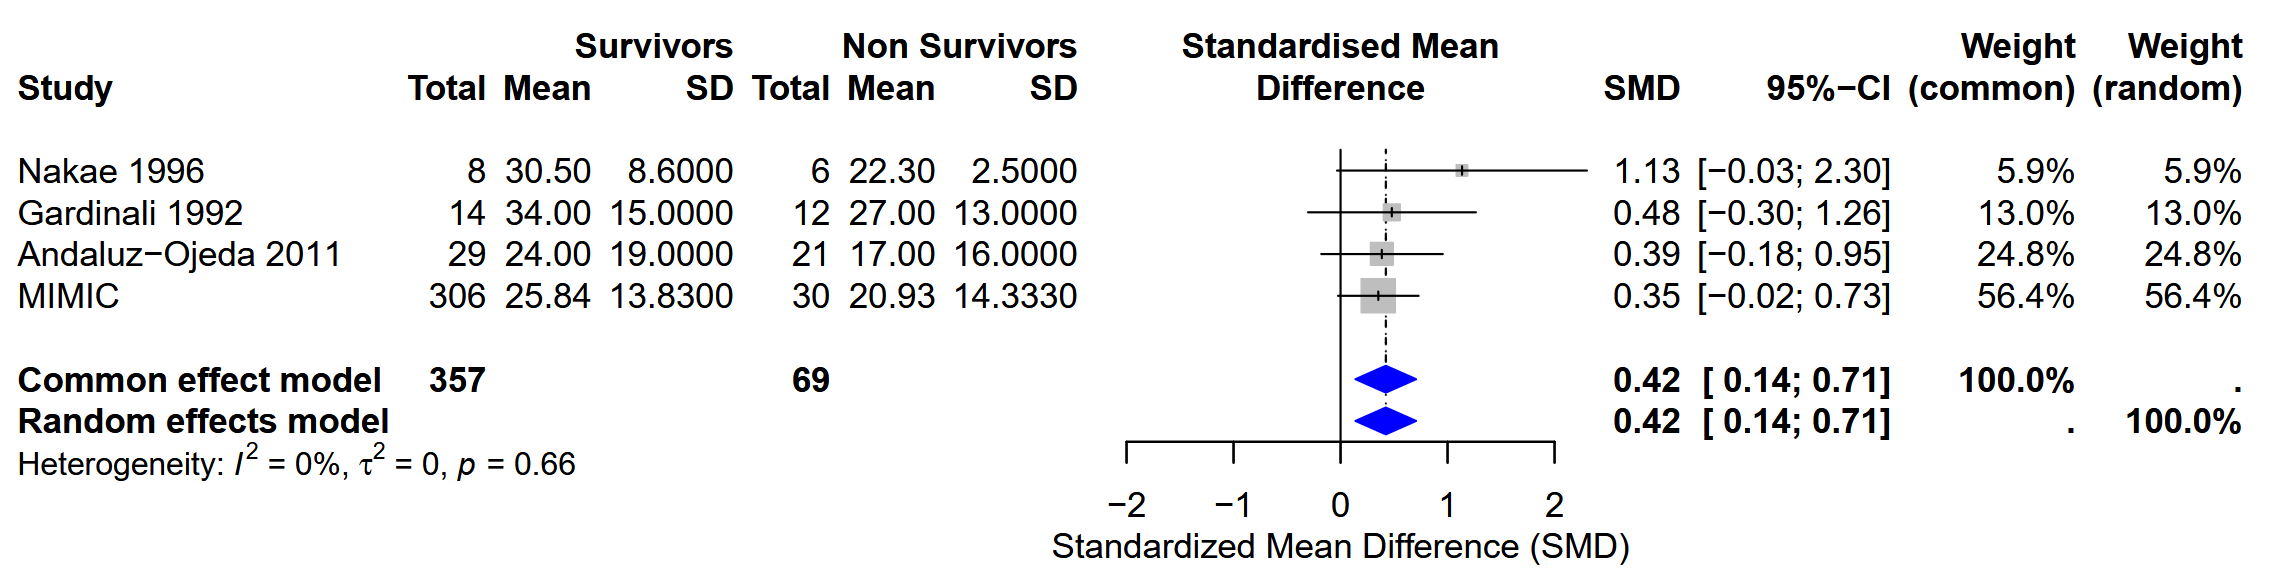 Survivors Non Survivors Standardised Mean Weight Weight
Study Total Mean SD Total Mean SD Difference SMD 95%−CI (common) (random)
Nakae 1996 8 30.50 8.6000 6 22.30 2.5000 1.13 [−0.03; 2.30] 5.9% 5.9%
Gardinali 1992 14 34.00 15.0000 12 27.00 13.0000 0.48 [−0.30; 1.26] 13.0% 13.0%
Andaluz−Ojeda 2011 29 24.00 19.0000 21 17.00 16.0000 0.39 [−0.18; 0.95] 24.8% 24.8%
MIMIC 306 25.84 13.8300 30 20.93 14.3330 0.35 [−0.02; 0.73] 56.4% 56.4%
Common effect model 357 69 0.42 [ 0.14; 0.71] 100.0% .
Random effects model 0.42 [ 0.14; 0.71] . 100.0%
Heterogeneity: I² = 0%, τ² = 0, p = 0.66
−2 −1 0 1 2
Standardized Mean Difference (SMD)